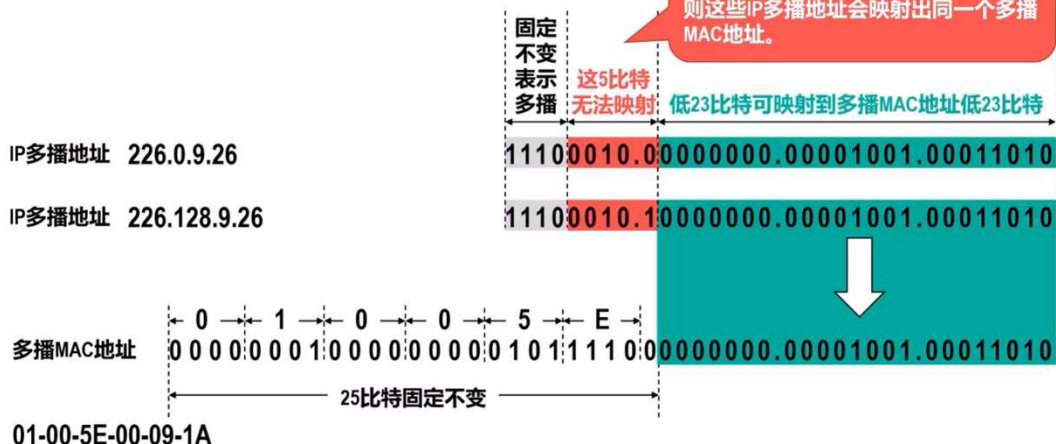 则这些IP多播地址会映射出同一个多播
MAC地址。
固定
不变
表示
多播
这5比特
无法映射
低23比特可映射到多播MAC地址低23比特
IP多播地址 226.0.9.26 11100010.00000000.00001001.00011010
IP多播地址 226.128.9.26 11100010.10000000.00001001.00011010
0 1 0 0 5 E
多播MAC地址 00000001000000000101111000000000.00001001.00011010
25比特固定不变
01-00-5E-00-09-1A